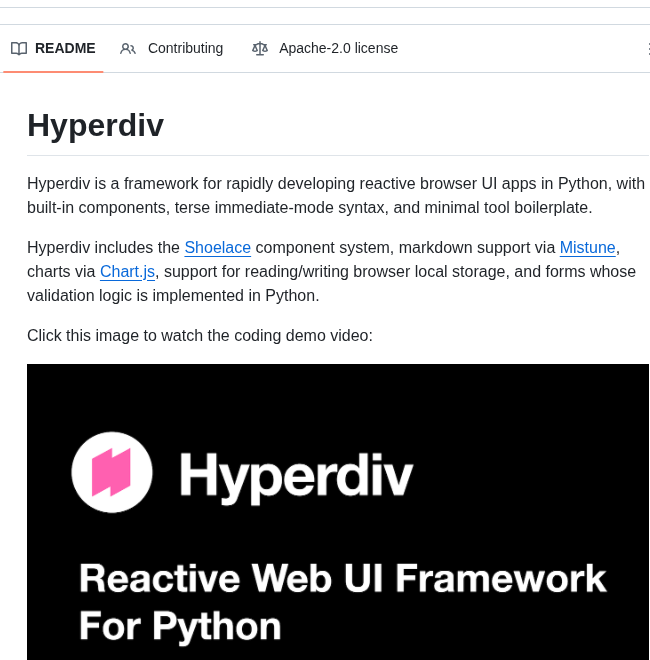 README Contributing Apache-2.0 license
Hyperdiv
Hyperdiv is a framework for rapidly developing reactive browser UI apps in Python, with
built-in components, terse immediate-mode syntax, and minimal tool boilerplate.
Hyperdiv includes the Shoelace component system, markdown support via Mistune,
charts via Chart.js, support for reading/writing browser local storage, and forms whose
validation logic is implemented in Python.
Click this image to watch the coding demo video:
Hyperdiv
Reactive Web UI Framework
For Python